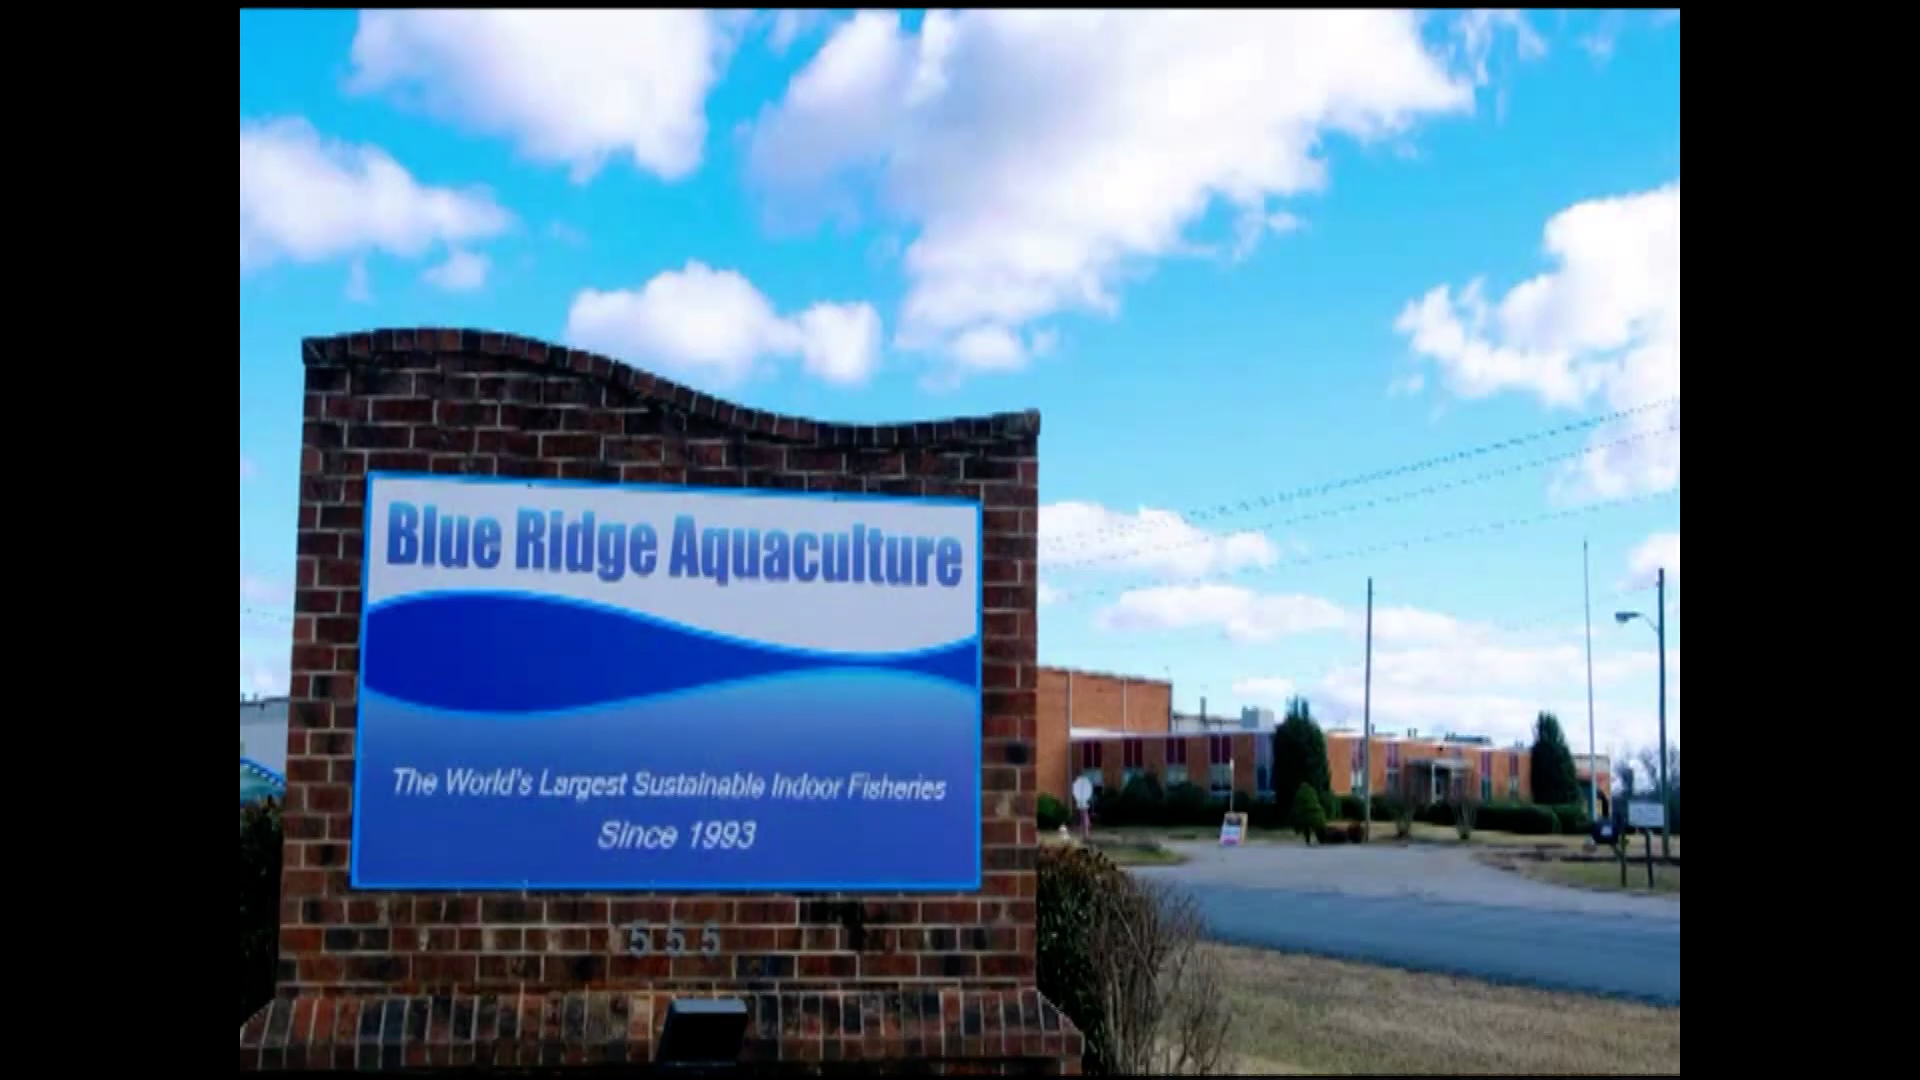 Blue Ridge Aquaculture
The World's Largest Sustainable Indoor Fisheries
Since 1993
555